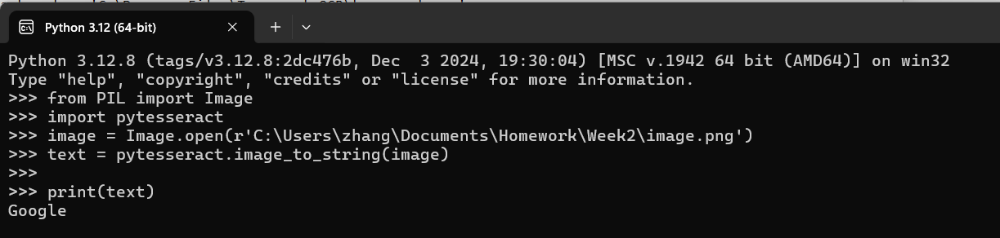 Python 3.12 (64-bit)
Python 3.12.8 (tags/v3.12.8:2dc476b, Dec  3 2024, 19:30:04) [MSC v.1942 64 bit (AMD64)] on win32
Type "help", "copyright", "credits" or "license" for more information.
>>> from PIL import Image
>>> import pytesseract
>>> image = Image.open(r'C:\Users\zhang\Documents\Homework\Week2\image.png')
>>> text = pytesseract.image_to_string(image)
>>>
>>> print(text)
Google